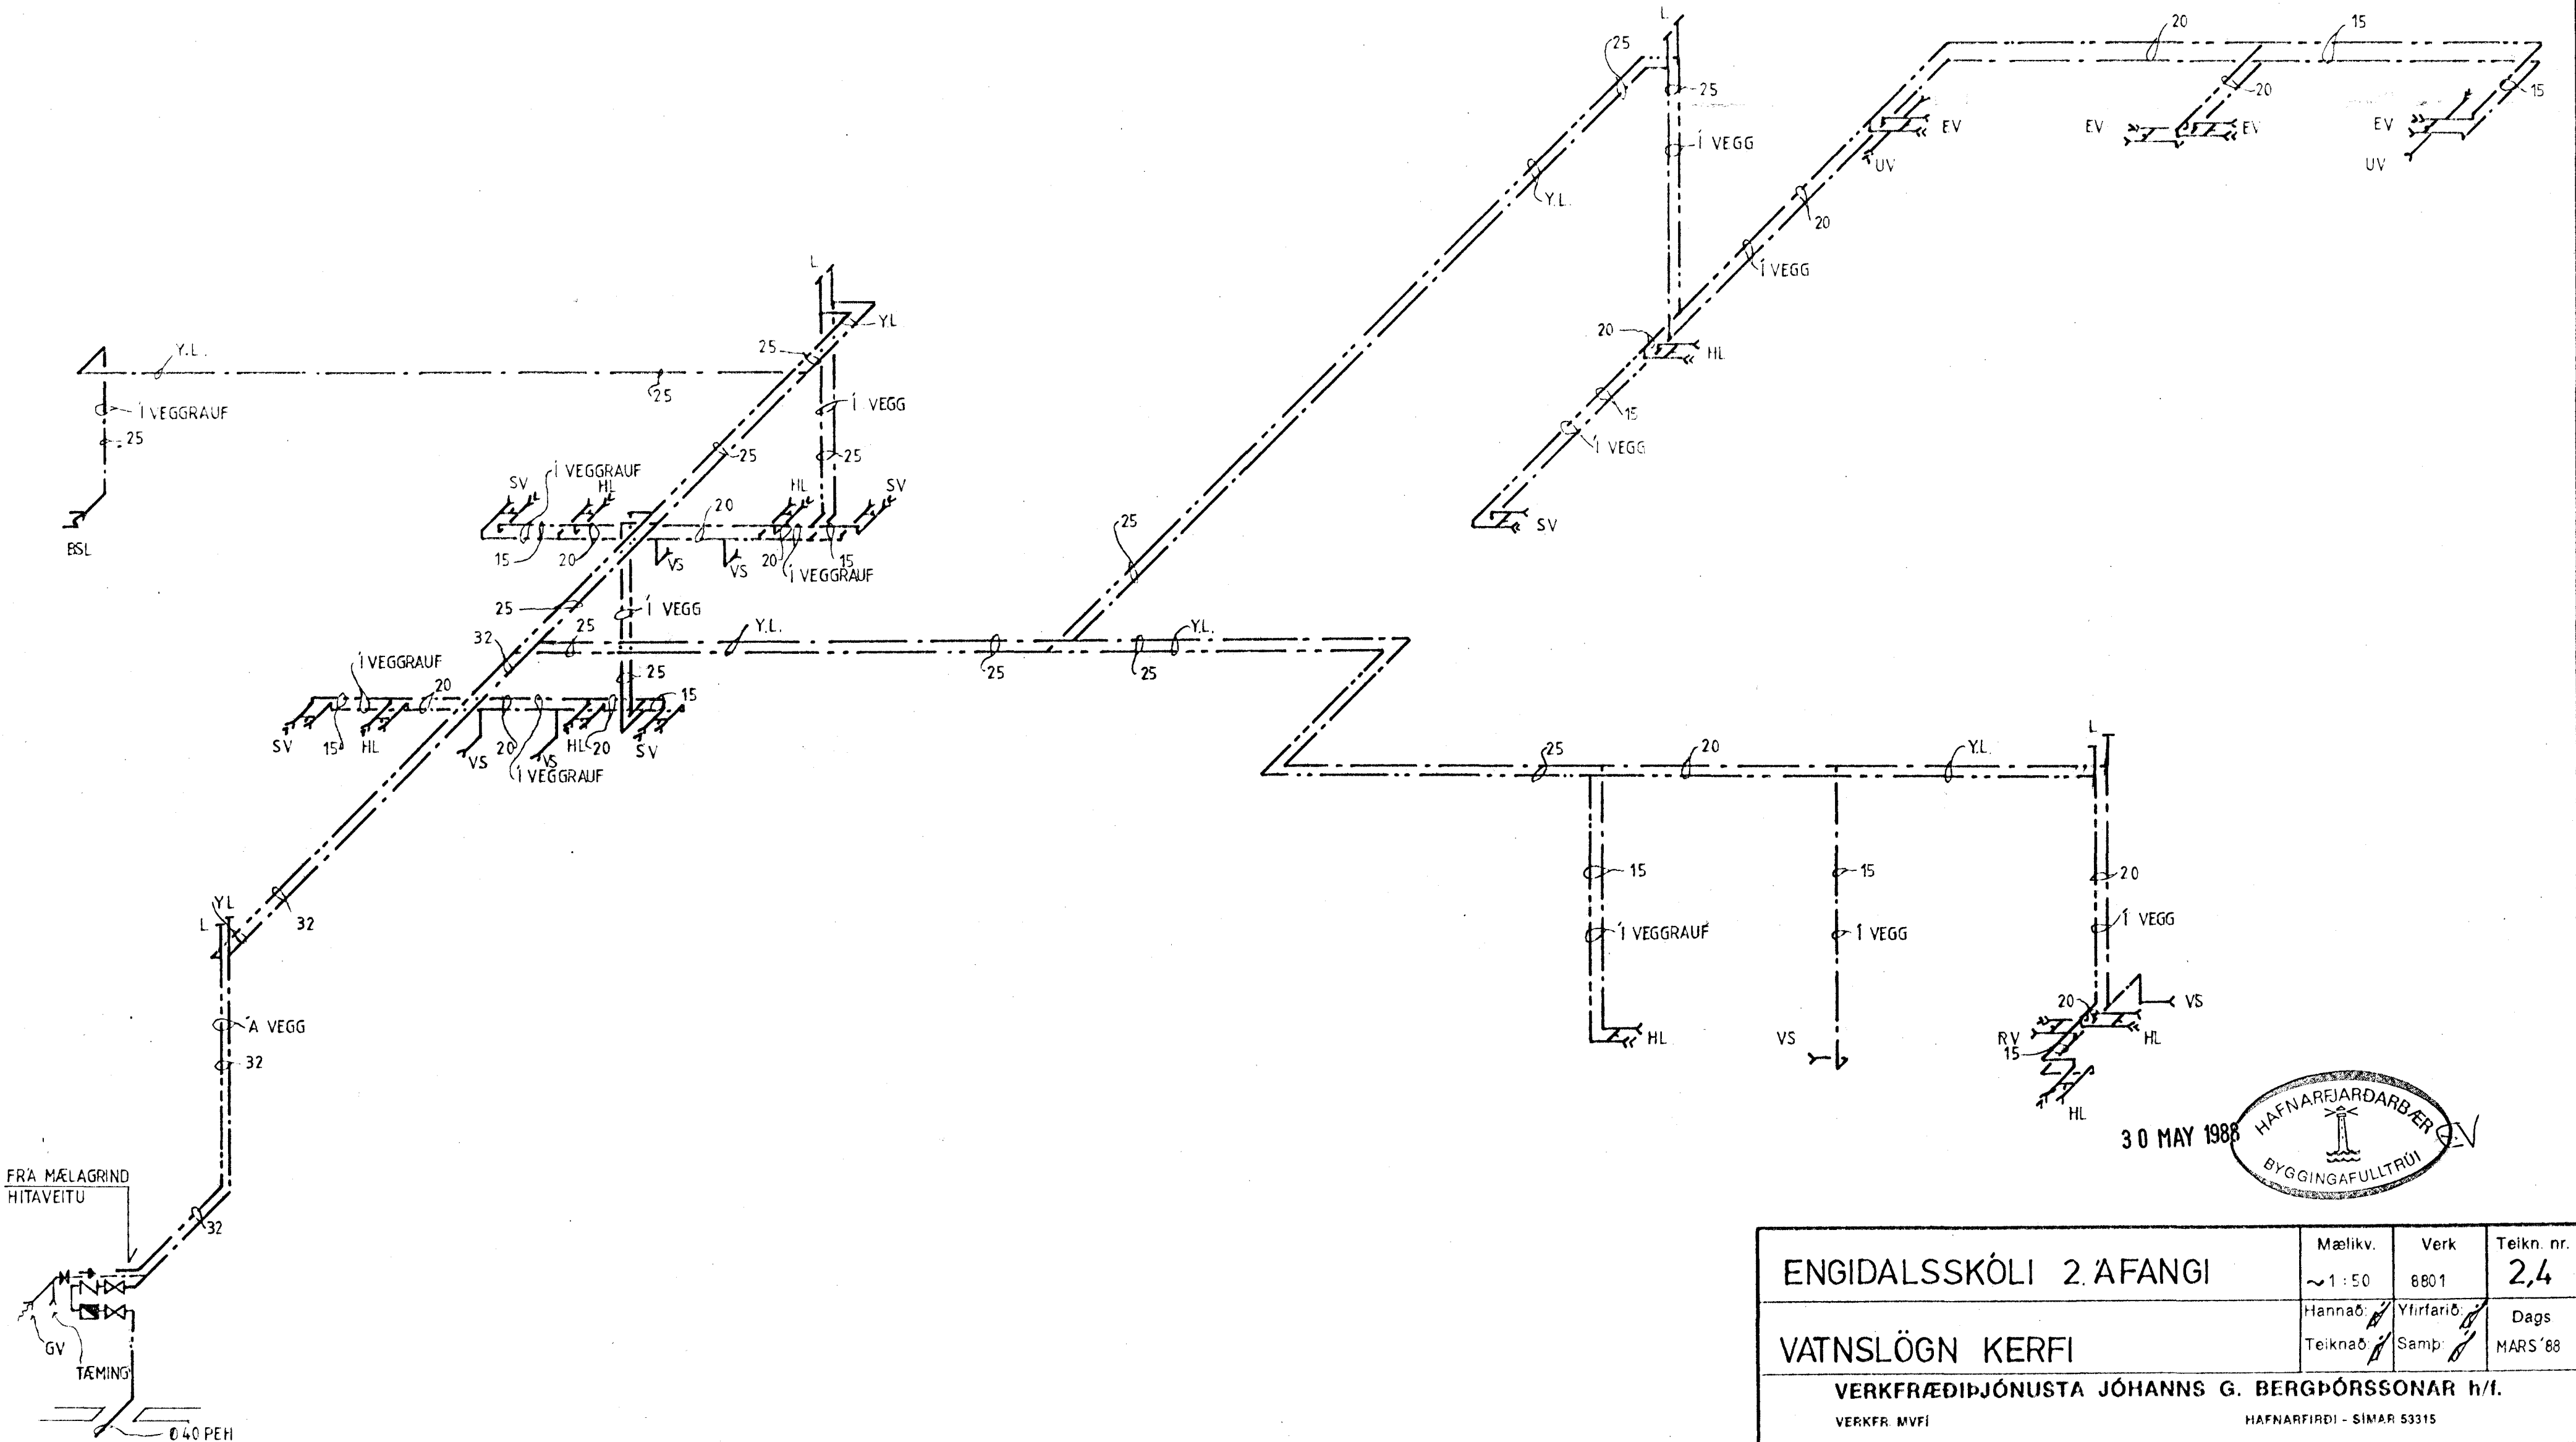 L
25
20
15
25
Í VEGG
EV
20
EV
EV
EV
15
UV
UV
Y.L.
20
Í VEGG
L
Y.L
25
20
HL
Y.L.
25
Í VEGGRAUF
25
Í VEGG
15
Í VEGG
25
25
Í VEGGRAUF
SV
HL
HL
SV
20
25
SV
BSL
15
20
VS
VS
20
15
Í VEGGRAUF
25
Í VEGG
25
Y.L.
Y.L.
32
25
25
25
Í VEGGRAUF
20
15
SV
15
HL
VS
20
VS
HL
20
SV
Í VEGGRAUF
L
25
20
Y.L.
15
15
20
Y L
L
32
Í VEGGRAUF
Í VEGG
Í VEGG
Á VEGG
32
20
VS
HL
VS
RV
15
HL
HL
30 MAY 1988
HAFNARFJARÐARBÆR
BYGGINGAFULLTRÚI
FRÁ MÆLAGRIND
HITAVEITU
32
GV
TÆMING
Ø40 PEH
ENGIDALSSKÓLI 2. ÁFANGI
Mælikv.
~1:50
Verk
8801
Teikn. nr.
2,4
VATNSLÖGN KERFI
Hannað:
Yfirfarið:
Dags
Teiknað:
Samþ:
MARS '88
VERKFRÆÐIÞJÓNUSTA JÓHANNS G. BERGÞÓRSSONAR h/f.
VERKFR. MVFÍ
HAFNARFIRÐI - SÍMAR 53315